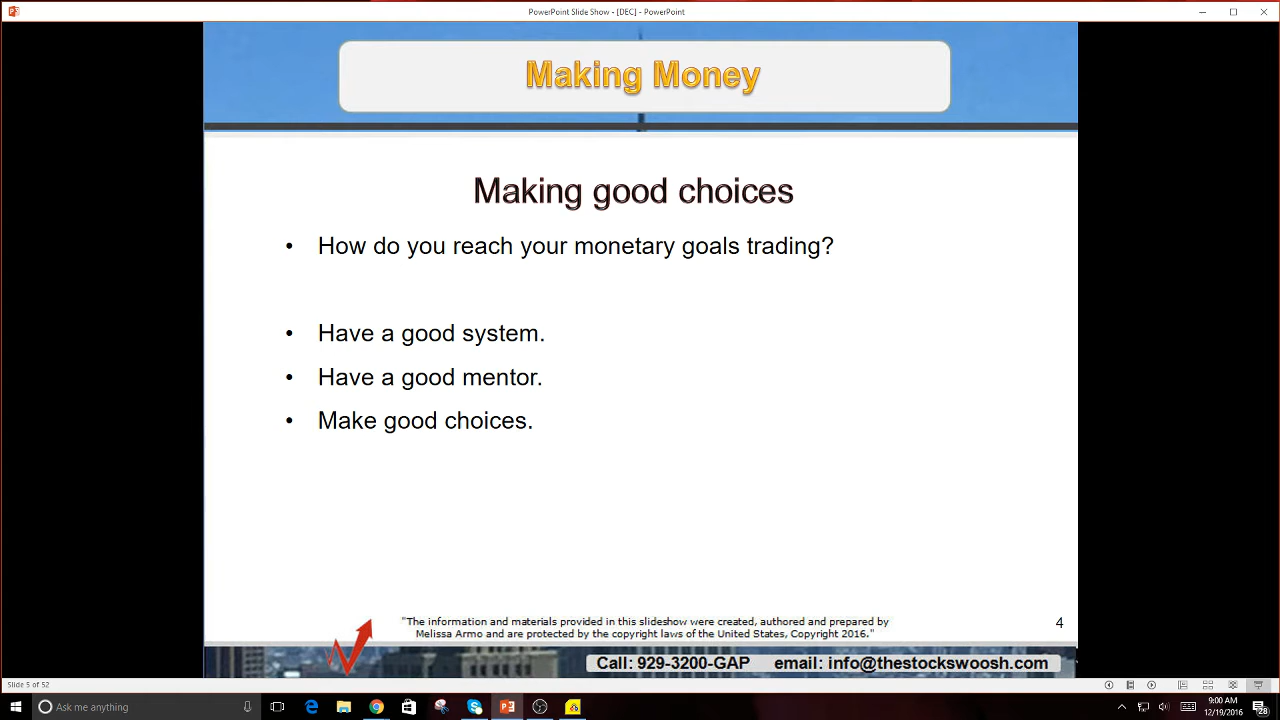 PowerPoint Slide Show - [DEC] - PowerPoint
Making Money
Making good choices
• How do you reach your monetary goals trading?
• Have a good system.
• Have a good mentor.
• Make good choices.
"The information and materials provided in this slideshow were created, authored and prepared by
Melissa Armo and are protected by the copyright laws of the United States, Copyright 2016."
4
Call: 929-3200-GAP email: info@thestockswoosh.com
Slide 5 of 52
Ask me anything
9:00 AM
12/19/2016
28